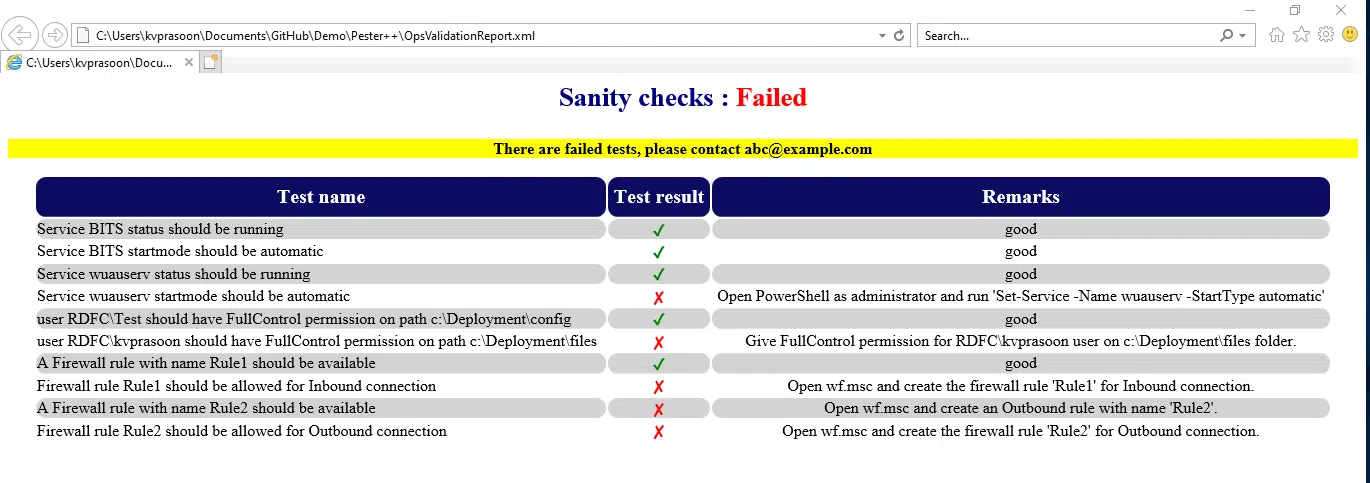 C:\Users\kvprasoon\Documents\GitHub\Demo\Pester++\OpsValidationReport.xml
Search...
C:\Users\kvprasoon\Docu...
Sanity checks : Failed
There are failed tests, please contact abc@example.com
Test name Test result Remarks
Service BITS status should be running ✓ good
Service BITS startmode should be automatic ✓ good
Service wuauserv status should be running ✓ good
Service wuauserv startmode should be automatic ✗ Open PowerShell as administrator and run 'Set-Service -Name wuauserv -StartType automatic'
user RDFC\Test should have FullControl permission on path c:\Deployment\config ✓ good
user RDFC\kvprasoon should have FullControl permission on path c:\Deployment\files ✗ Give FullControl permission for RDFC\kvprasoon user on c:\Deployment\files folder.
A Firewall rule with name Rule1 should be available ✓ good
Firewall rule Rule1 should be allowed for Inbound connection ✗ Open wf.msc and create the firewall rule 'Rule1' for Inbound connection.
A Firewall rule with name Rule2 should be available ✗ Open wf.msc and create an Outbound rule with name 'Rule2'.
Firewall rule Rule2 should be allowed for Outbound connection ✗ Open wf.msc and create the firewall rule 'Rule2' for Outbound connection.